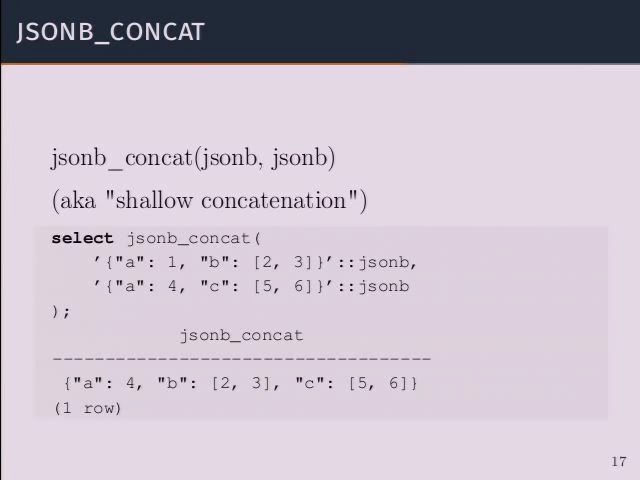 JSONB_CONCAT
jsonb_concat(jsonb, jsonb)
(aka "shallow concatenation")
select jsonb_concat(
    ’{"a": 1, "b": [2, 3]}’::jsonb,
    ’{"a": 4, "c": [5, 6]}’::jsonb
);
            jsonb_concat
-------------------------------------
 {"a": 4, "b": [2, 3], "c": [5, 6]}
(1 row)
17